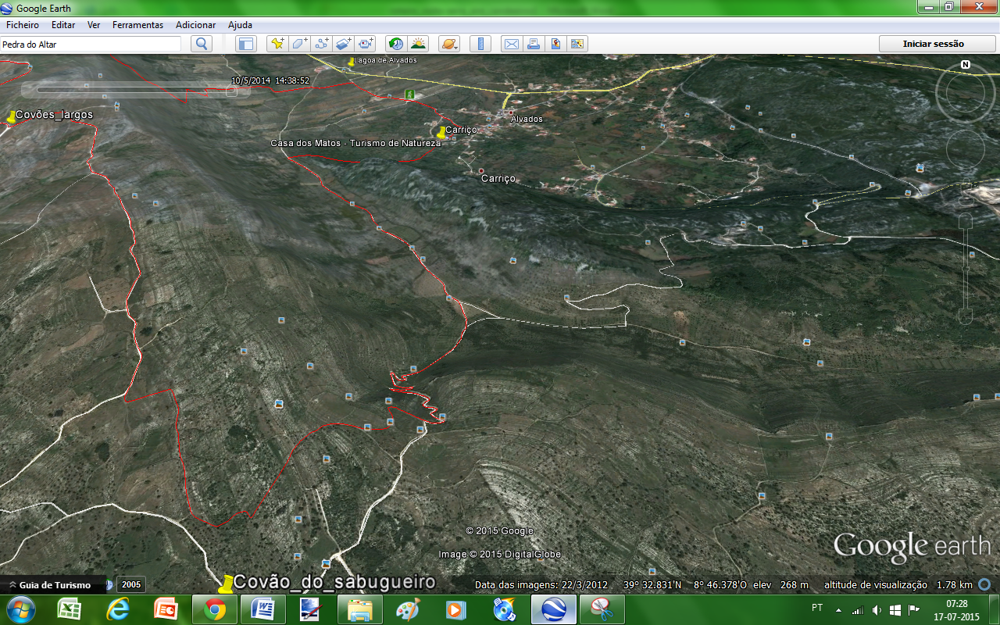 Google Earth
Ficheiro Editar Ver Ferramentas Adicionar Ajuda
Pedra do Altar
Iniciar sessão
Lagoa de Alvados
N
10/5/2014 14:38:52
Covões_largos
Alvados
Carriço
Casa dos Matos - Turismo de Natureza
Carriço
© 2015 Google
Image © 2015 DigitalGlobe
Google earth
Guia de Turismo
2005
Covão_do_sabugueiro
Data das imagens: 22/3/2012 39° 32.831'N 8° 46.378'O elev 268 m altitude de visualização 1.78 km
PT
07:28
17-07-2015